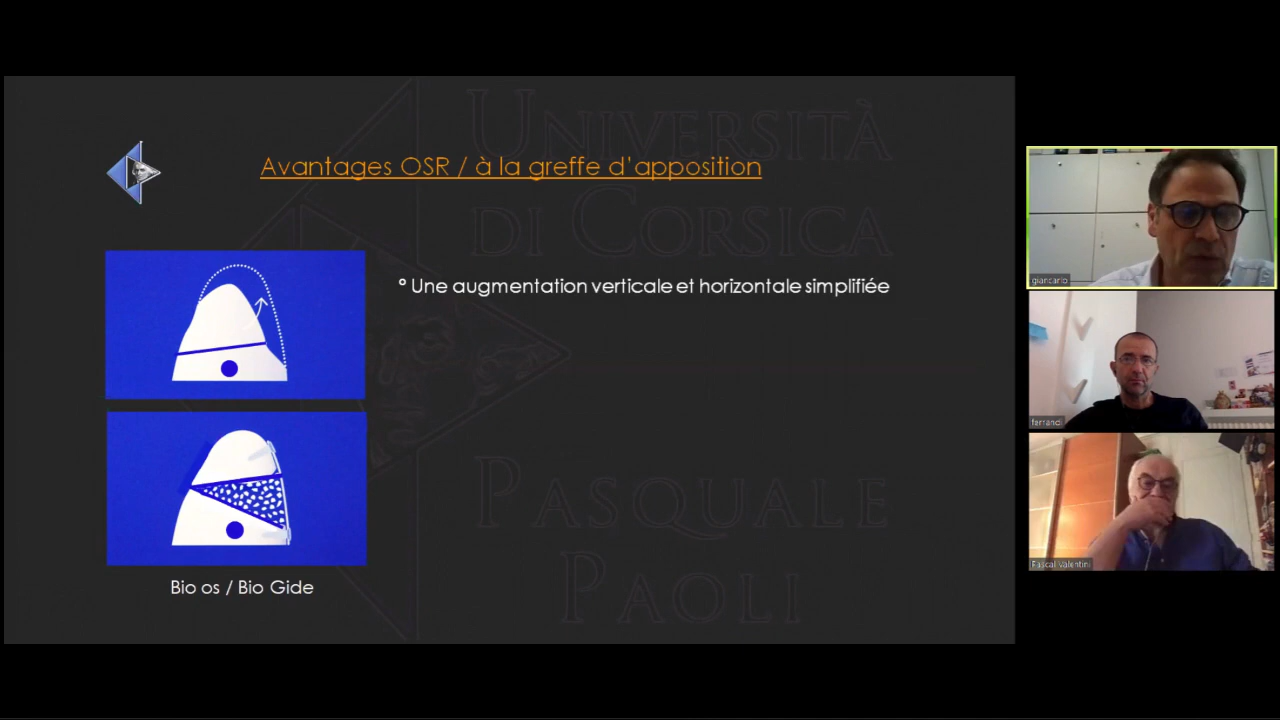 UNIVERSITÀ
DI CORSICA
Avantages OSR / à la greffe d'apposition
° Une augmentation verticale et horizontale simplifiée
PASQUALE
PAOLI
Bio os / Bio Gide
giancarlo
ferrandi
Pascal Valentini